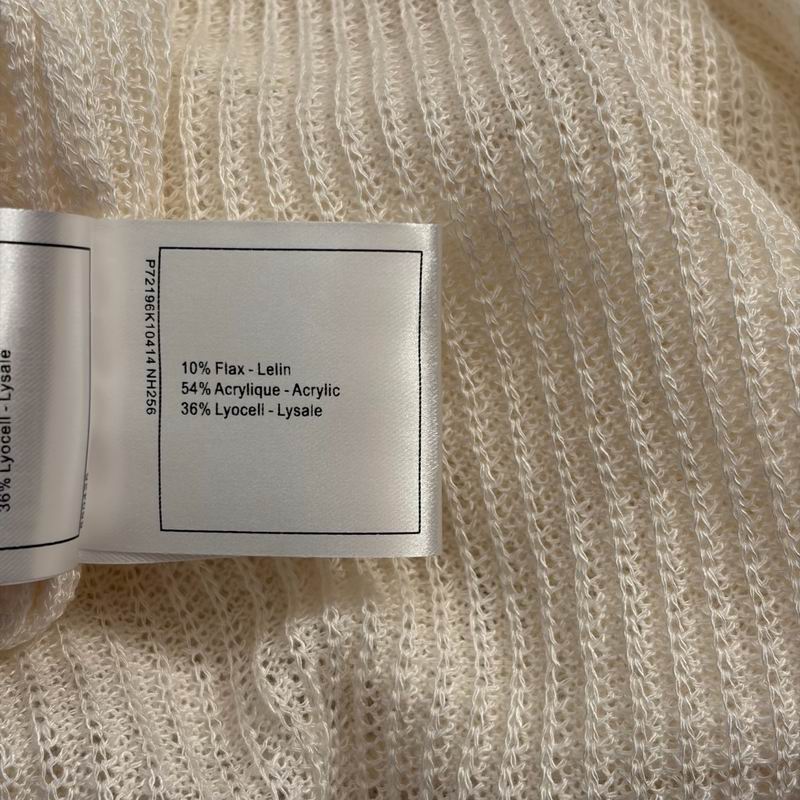 36% Lyocell - Lysale
P72196K10414 NH256
10% Flax - Lelin
54% Acrylique - Acrylic
36% Lyocell - Lysale